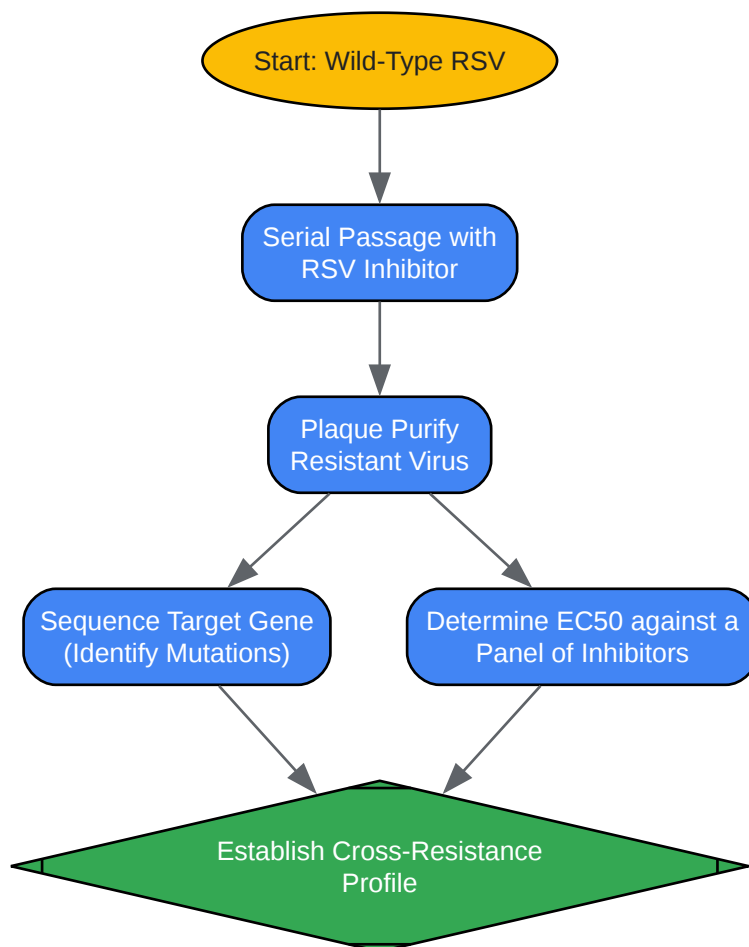 Start: Wild-Type RSV
Serial Passage with
RSV Inhibitor
Plaque Purify
Resistant Virus
Sequence Target Gene
(Identify Mutations)
Determine EC50 against a
Panel of Inhibitors
Establish Cross-Resistance
Profile